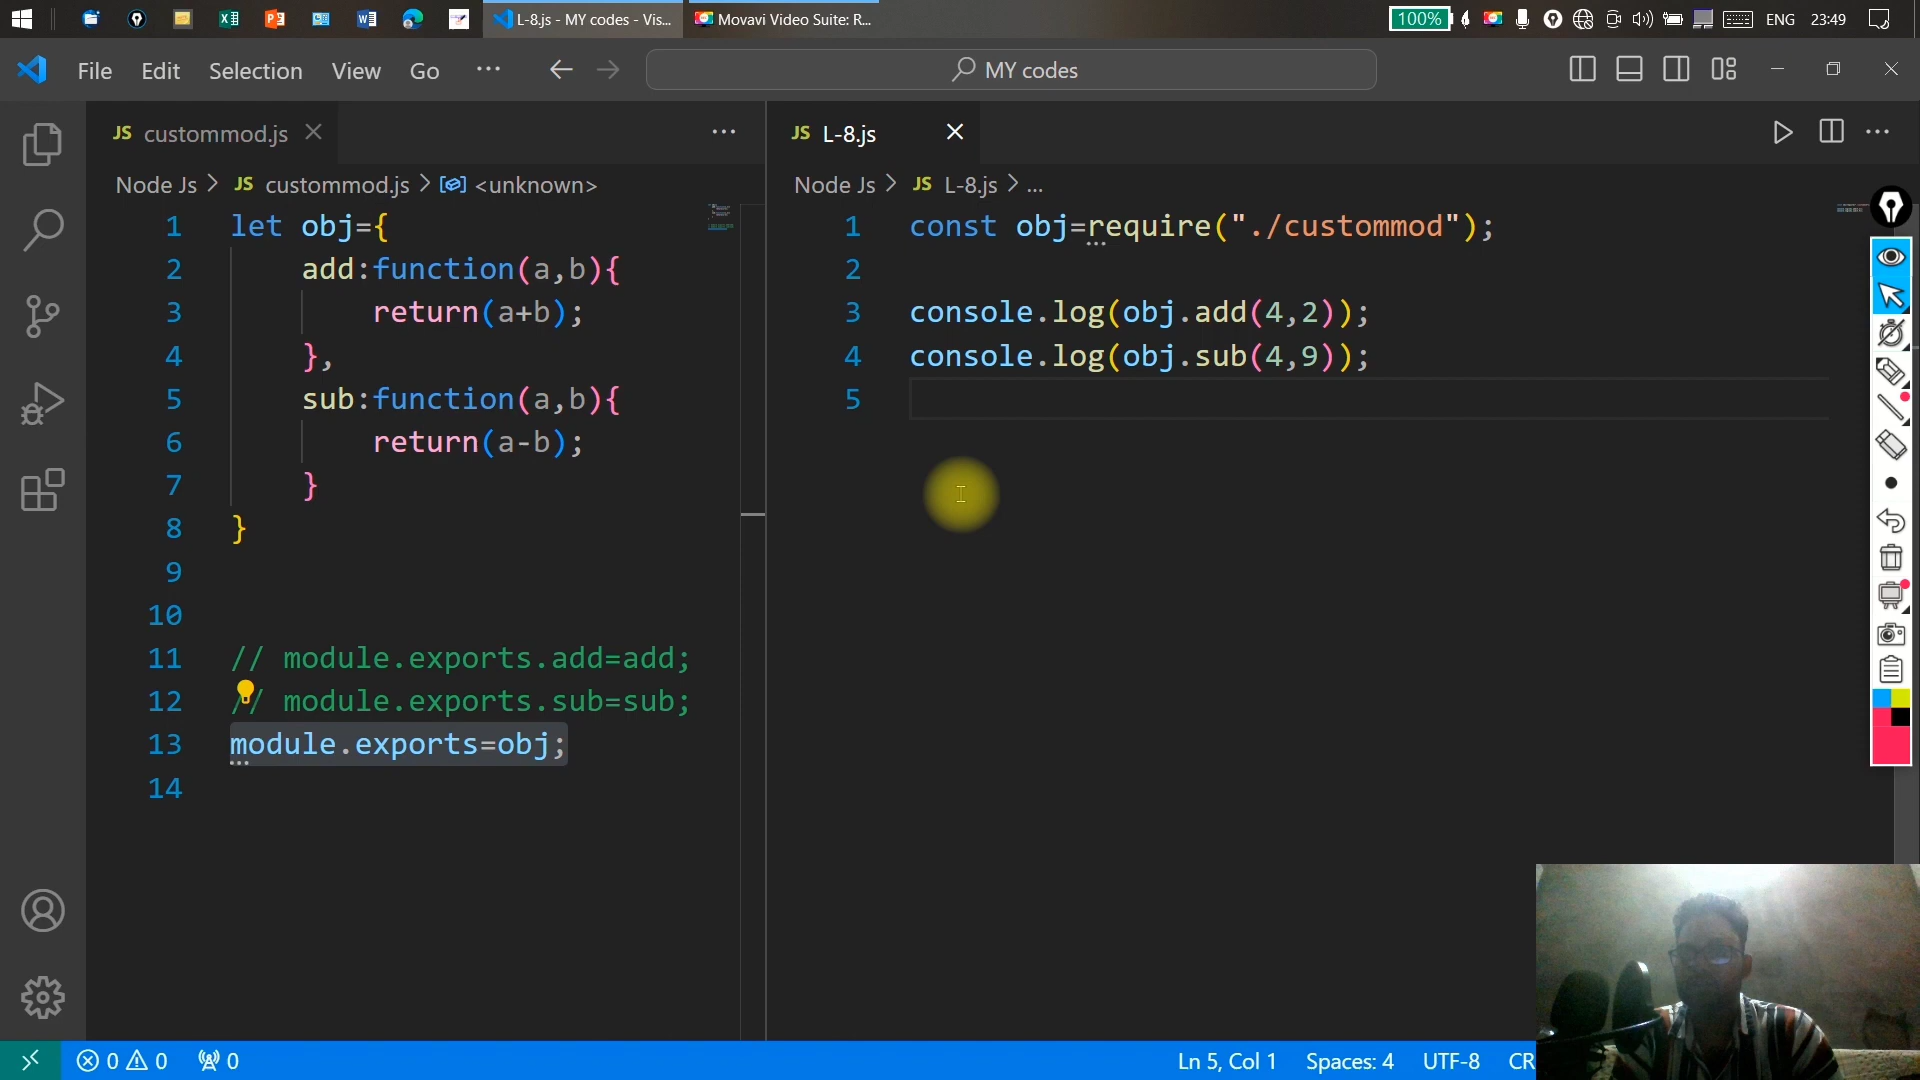 L-8.js - MY codes - Vis...
Movavi Video Suite: R...
100%
ENG
23:49
File Edit Selection View Go ...
MY codes
JS custommod.js
JS L-8.js
Node Js > JS custommod.js > <unknown>
1 let obj={
2 add:function(a,b){
3 return(a+b);
4 },
5 sub:function(a,b){
6 return(a-b);
7 }
8 }
9
10
11 // module.exports.add=add;
12 // module.exports.sub=sub;
13 module.exports=obj;
14
Node Js > JS L-8.js > ...
1 const obj=require("./custommod");
2
3 console.log(obj.add(4,2));
4 console.log(obj.sub(4,9));
5
0 0 0
Ln 5, Col 1 Spaces: 4 UTF-8 CR